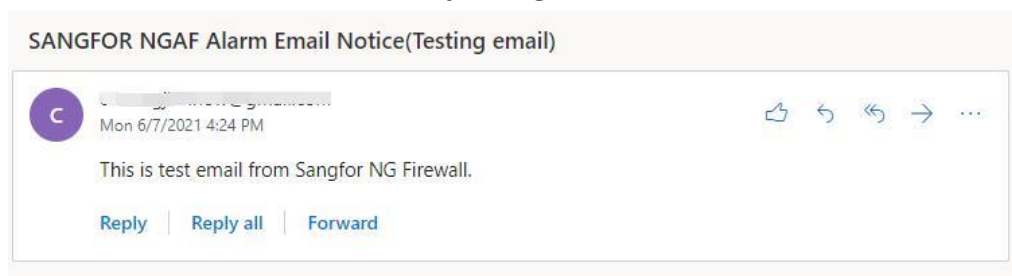 SANGFOR NGAF Alarm Email Notice(Testing email)
C
Mon 6/7/2021 4:24 PM
This is test email from Sangfor NG Firewall.
Reply Reply all Forward